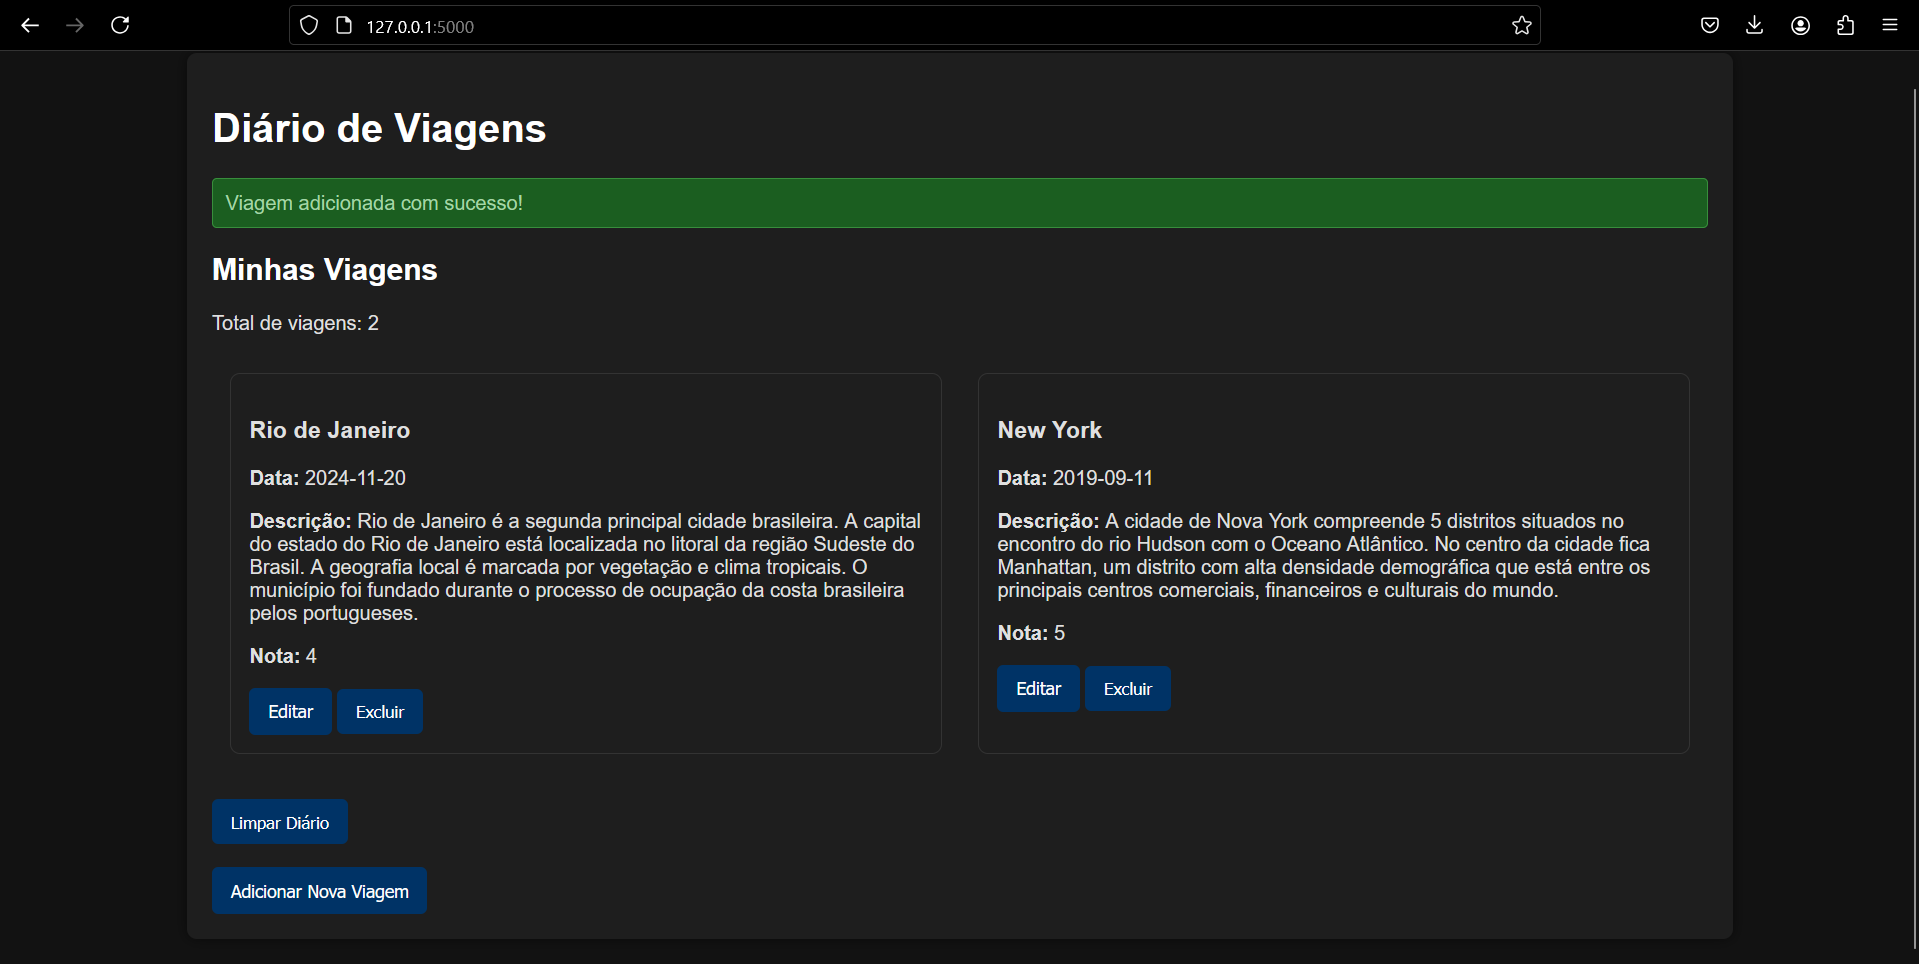 127.0.0.1:5000
Diário de Viagens
Viagem adicionada com sucesso!
Minhas Viagens
Total de viagens: 2
Rio de Janeiro
Data: 2024-11-20
Descrição: Rio de Janeiro é a segunda principal cidade brasileira. A capital
do estado do Rio de Janeiro está localizada no litoral da região Sudeste do
Brasil. A geografia local é marcada por vegetação e clima tropicais. O
município foi fundado durante o processo de ocupação da costa brasileira
pelos portugueses.
Nota: 4
Editar
Excluir
New York
Data: 2019-09-11
Descrição: A cidade de Nova York compreende 5 distritos situados no
encontro do rio Hudson com o Oceano Atlântico. No centro da cidade fica
Manhattan, um distrito com alta densidade demográfica que está entre os
principais centros comerciais, financeiros e culturais do mundo.
Nota: 5
Editar
Excluir
Limpar Diário
Adicionar Nova Viagem